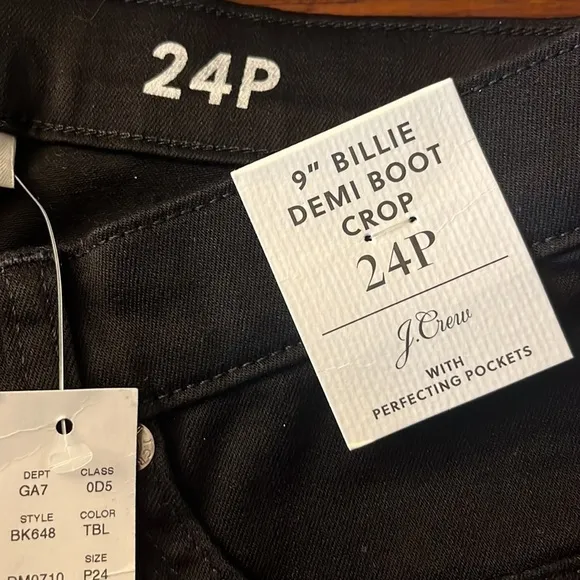 24P
9" BILLIE
DEMI BOOT
CROP
24P
J.Crew
WITH
PERFECTING POCKETS
DEPT CLASS
GA7 0D5
STYLE COLOR
BK648 TBL
SIZE
P24